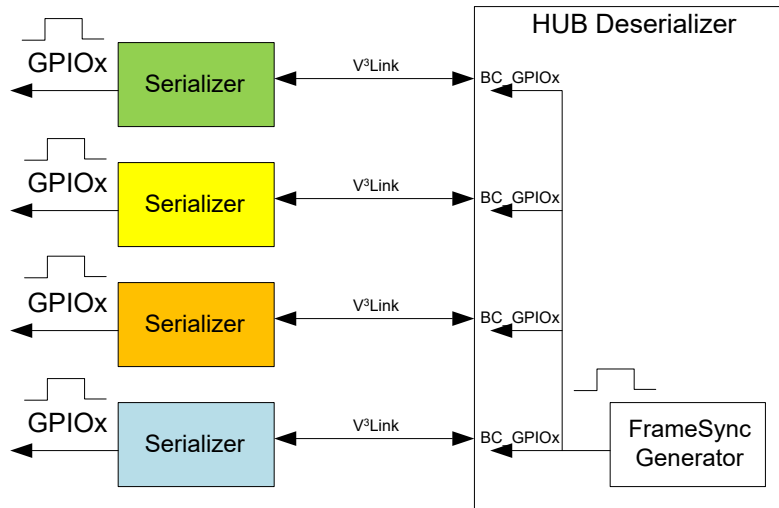 HUB Deserializer
GPIOx
Serializer
V³Link
BC_GPIOx
GPIOx
Serializer
V³Link
BC_GPIOx
GPIOx
Serializer
V³Link
BC_GPIOx
GPIOx
Serializer
V³Link
BC_GPIOx
FrameSync
Generator